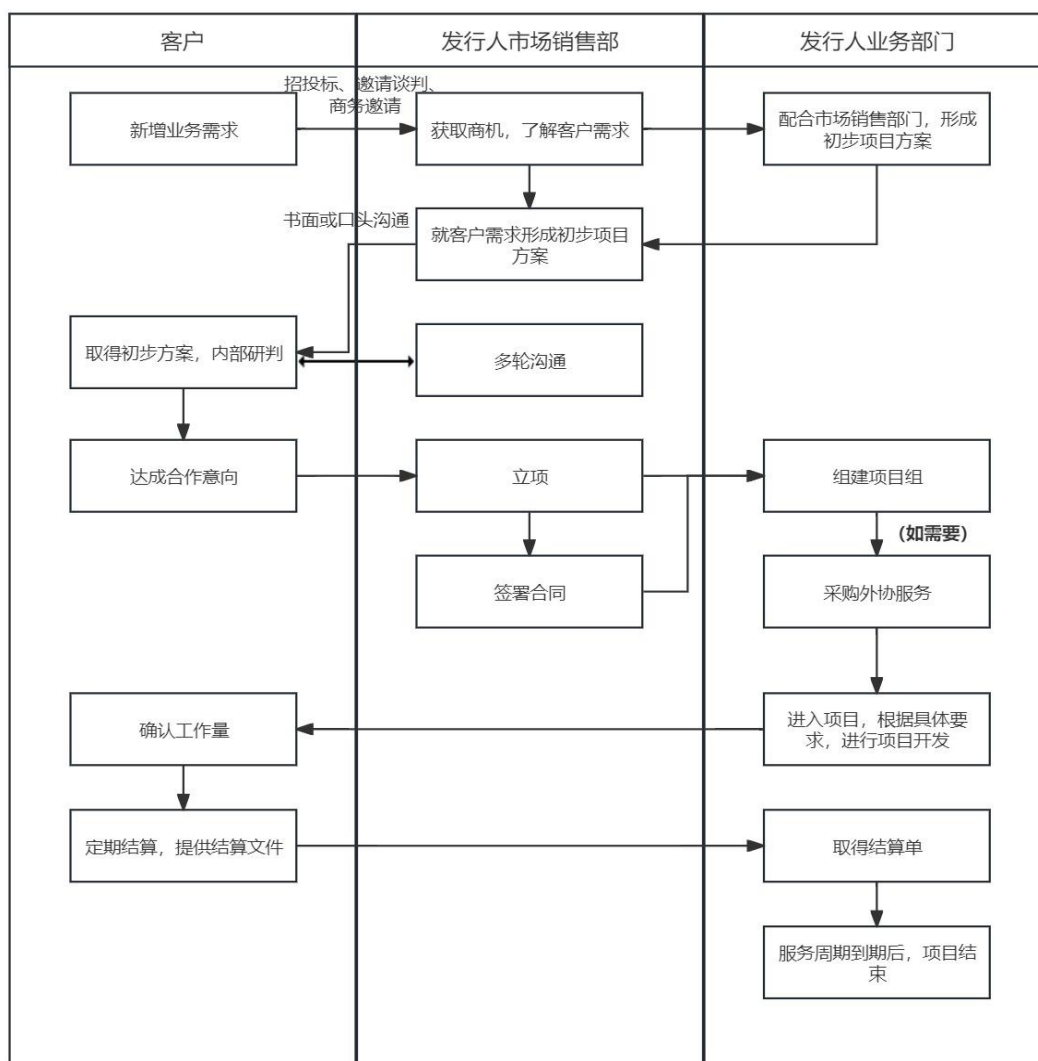 客户
发行人市场销售部
发行人业务部门
招投标、邀请谈判、
商务邀请
新增业务需求
获取商机，了解客户需求
配合市场销售部门，形成
初步项目方案
书面或口头沟通
就客户需求形成初步项目
方案
取得初步方案，内部研判
多轮沟通
达成合作意向
立项
组建项目组
（如需要）
签署合同
采购外协服务
确认工作量
进入项目，根据具体要
求，进行项目开发
定期结算，提供结算文件
取得结算单
服务周期到期后，项目结
束